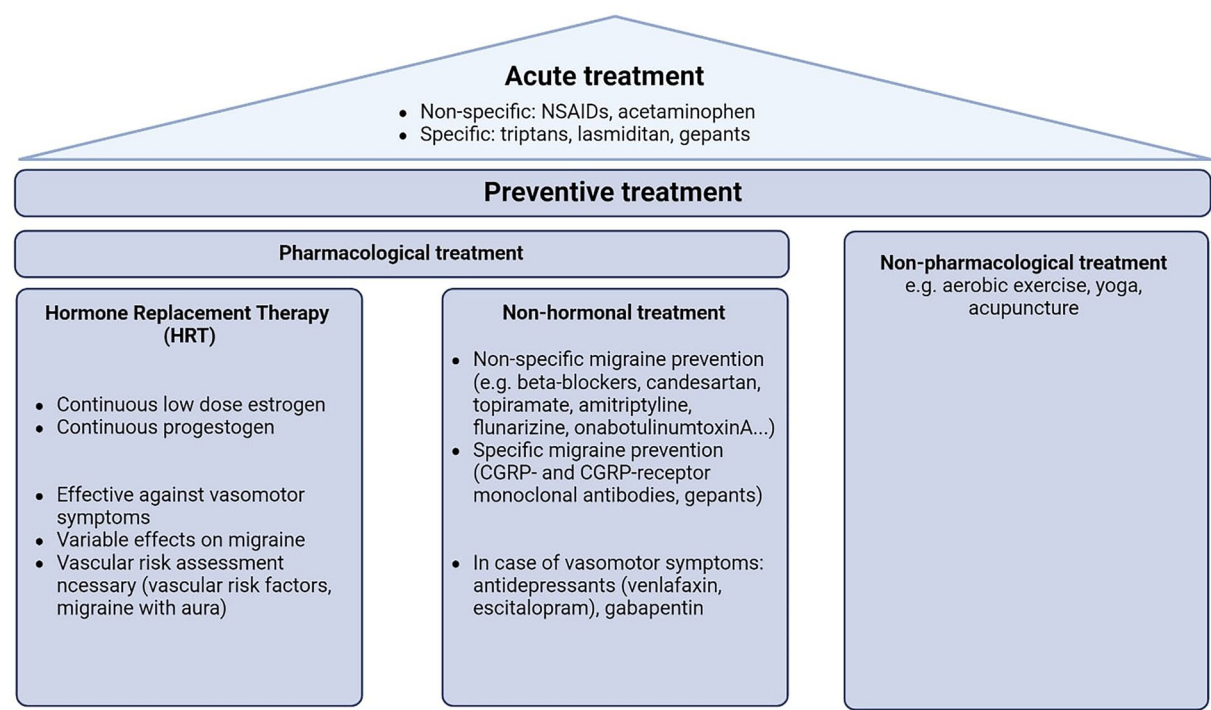 Acute treatment
• Non-specific: NSAIDs, acetaminophen
• Specific: triptans, lasmiditan, gepants
Preventive treatment
Pharmacological treatment
Hormone Replacement Therapy
(HRT)
• Continuous low dose estrogen
• Continuous progestogen
• Effective against vasomotor
symptoms
• Variable effects on migraine
• Vascular risk assessment
ncessary (vascular risk factors,
migraine with aura)
Non-hormonal treatment
• Non-specific migraine prevention
(e.g. beta-blockers, candesartan,
topiramate, amitriptyline,
flunarizine, onabotulinumtoxinA...)
• Specific migraine prevention
(CGRP- and CGRP-receptor
monoclonal antibodies, gepants)
• In case of vasomotor symptoms:
antidepressants (venlafaxin,
escitalopram), gabapentin
Non-pharmacological treatment
e.g. aerobic exercise, yoga,
acupuncture